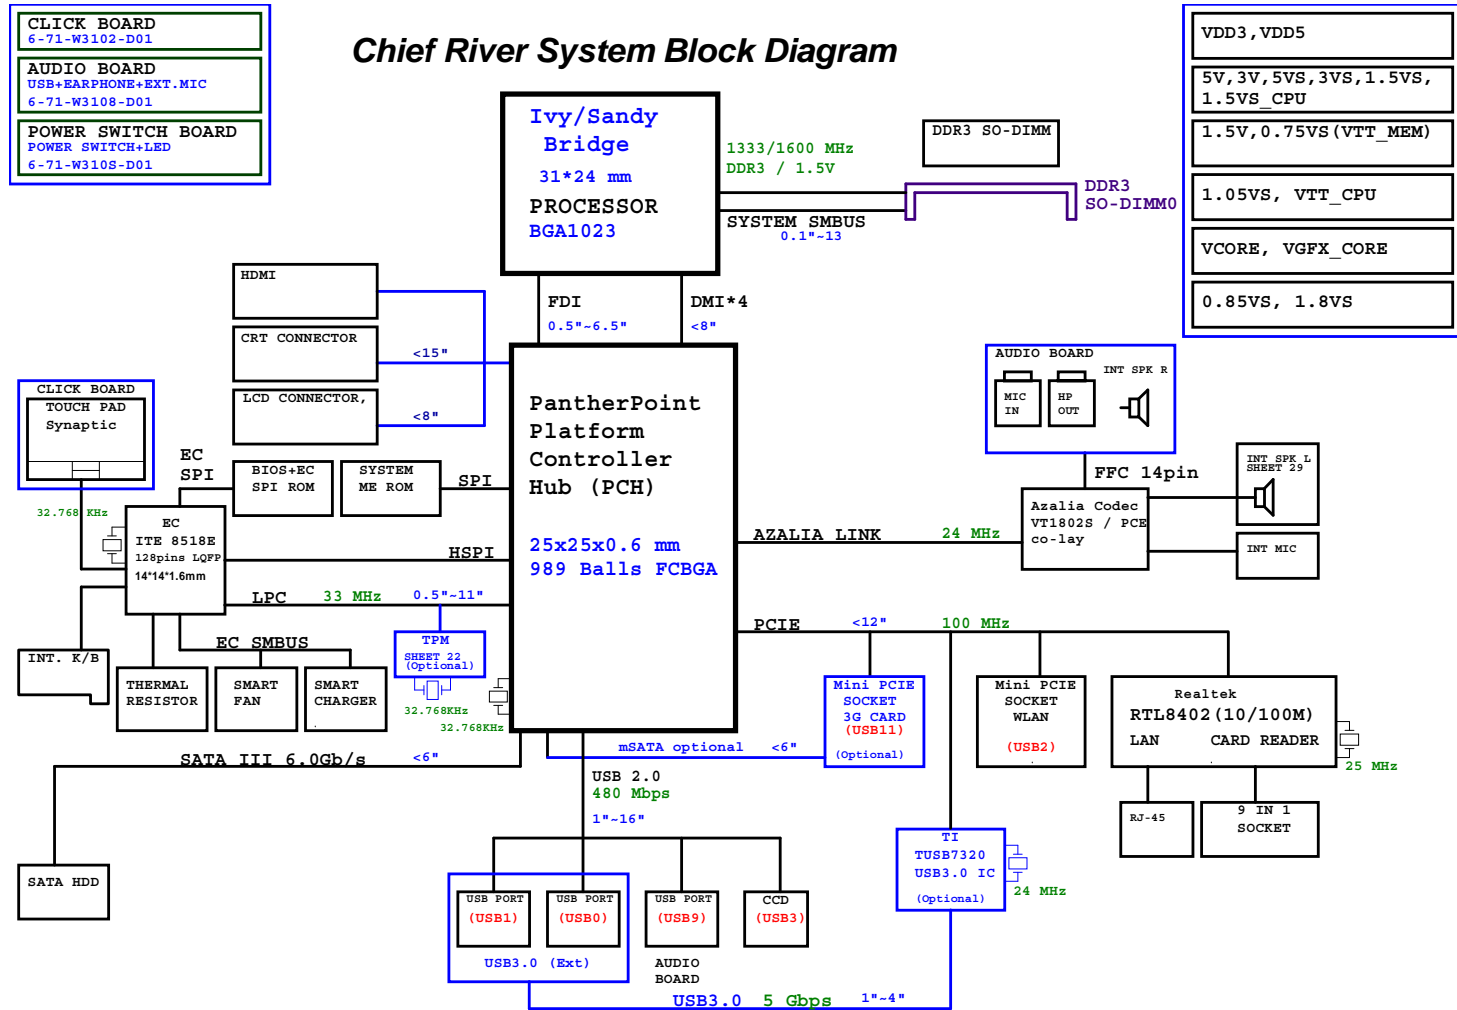 Chief River System Block Diagram
CLICK BOARD
6-71-W3102-D01
AUDIO BOARD
USB+EARPHONE+EXT.MIC
6-71-W3108-D01
POWER SWITCH BOARD
POWER SWITCH+LED
6-71-W310S-D01
VDD3,VDD5
5V,3V,5VS,3VS,1.5VS,
1.5VS_CPU
1.5V,0.75VS(VTT_MEM)
1.05VS, VTT_CPU
VCORE, VGFX_CORE
0.85VS, 1.8VS
Ivy/Sandy
Bridge
31*24 mm
PROCESSOR
BGA1023
1333/1600 MHz
DDR3 / 1.5V
DDR3 SO-DIMM
DDR3
SO-DIMM0
SYSTEM SMBUS
0.1"~13
FDI
0.5"~6.5"
DMI*4
<8"
HDMI
CRT CONNECTOR
<15"
LCD CONNECTOR,
<8"
CLICK BOARD
TOUCH PAD
Synaptic
EC
SPI
BIOS+EC
SPI ROM
SYSTEM
ME ROM
SPI
32.768 KHz
EC
ITE 8518E
128pins LQFP
14*14*1.6mm
HSPI
LPC
33 MHz
0.5"~11"
INT. K/B
EC SMBUS
THERMAL
RESISTOR
SMART
FAN
SMART
CHARGER
TPM
SHEET 22
(Optional)
32.768KHz
32.768KHz
PantherPoint
Platform
Controller
Hub (PCH)
25x25x0.6 mm
989 Balls FCBGA
AUDIO BOARD
MIC
IN
HP
OUT
INT SPK R
FFC 14pin
INT SPK L
SHEET 29
AZALIA LINK
24 MHz
Azalia Codec
VT1802S / PCE
co-lay
INT MIC
PCIE
<12"
100 MHz
Mini PCIE
SOCKET
3G CARD
(USB11)
(Optional)
Mini PCIE
SOCKET
WLAN
(USB2)
Realtek
RTL8402(10/100M)
LAN
CARD READER
25 MHz
RJ-45
9 IN 1
SOCKET
SATA III 6.0Gb/s
<6"
mSATA optional
<6"
SATA HDD
USB 2.0
480 Mbps
1"~16"
USB PORT
(USB1)
USB PORT
(USB0)
USB PORT
(USB9)
CCD
(USB3)
USB3.0 (Ext)
AUDIO
BOARD
TI
TUSB7320
USB3.0 IC
(Optional)
24 MHz
USB3.0
5 Gbps
1"~4"